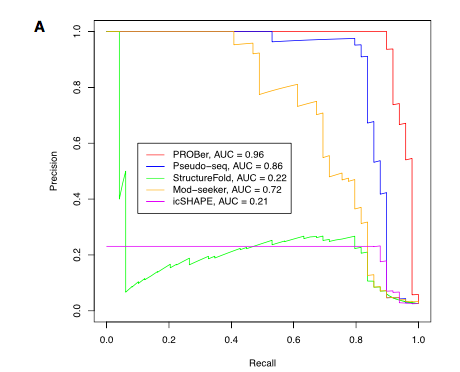 A
1.0
0.8
0.6
0.4
0.2
0.0
Precision
PROBer, AUC = 0.96
Pseudo-seq, AUC = 0.86
StructureFold, AUC = 0.22
Mod-seeker, AUC = 0.72
icSHAPE, AUC = 0.21
0.0 0.2 0.4 0.6 0.8 1.0
Recall